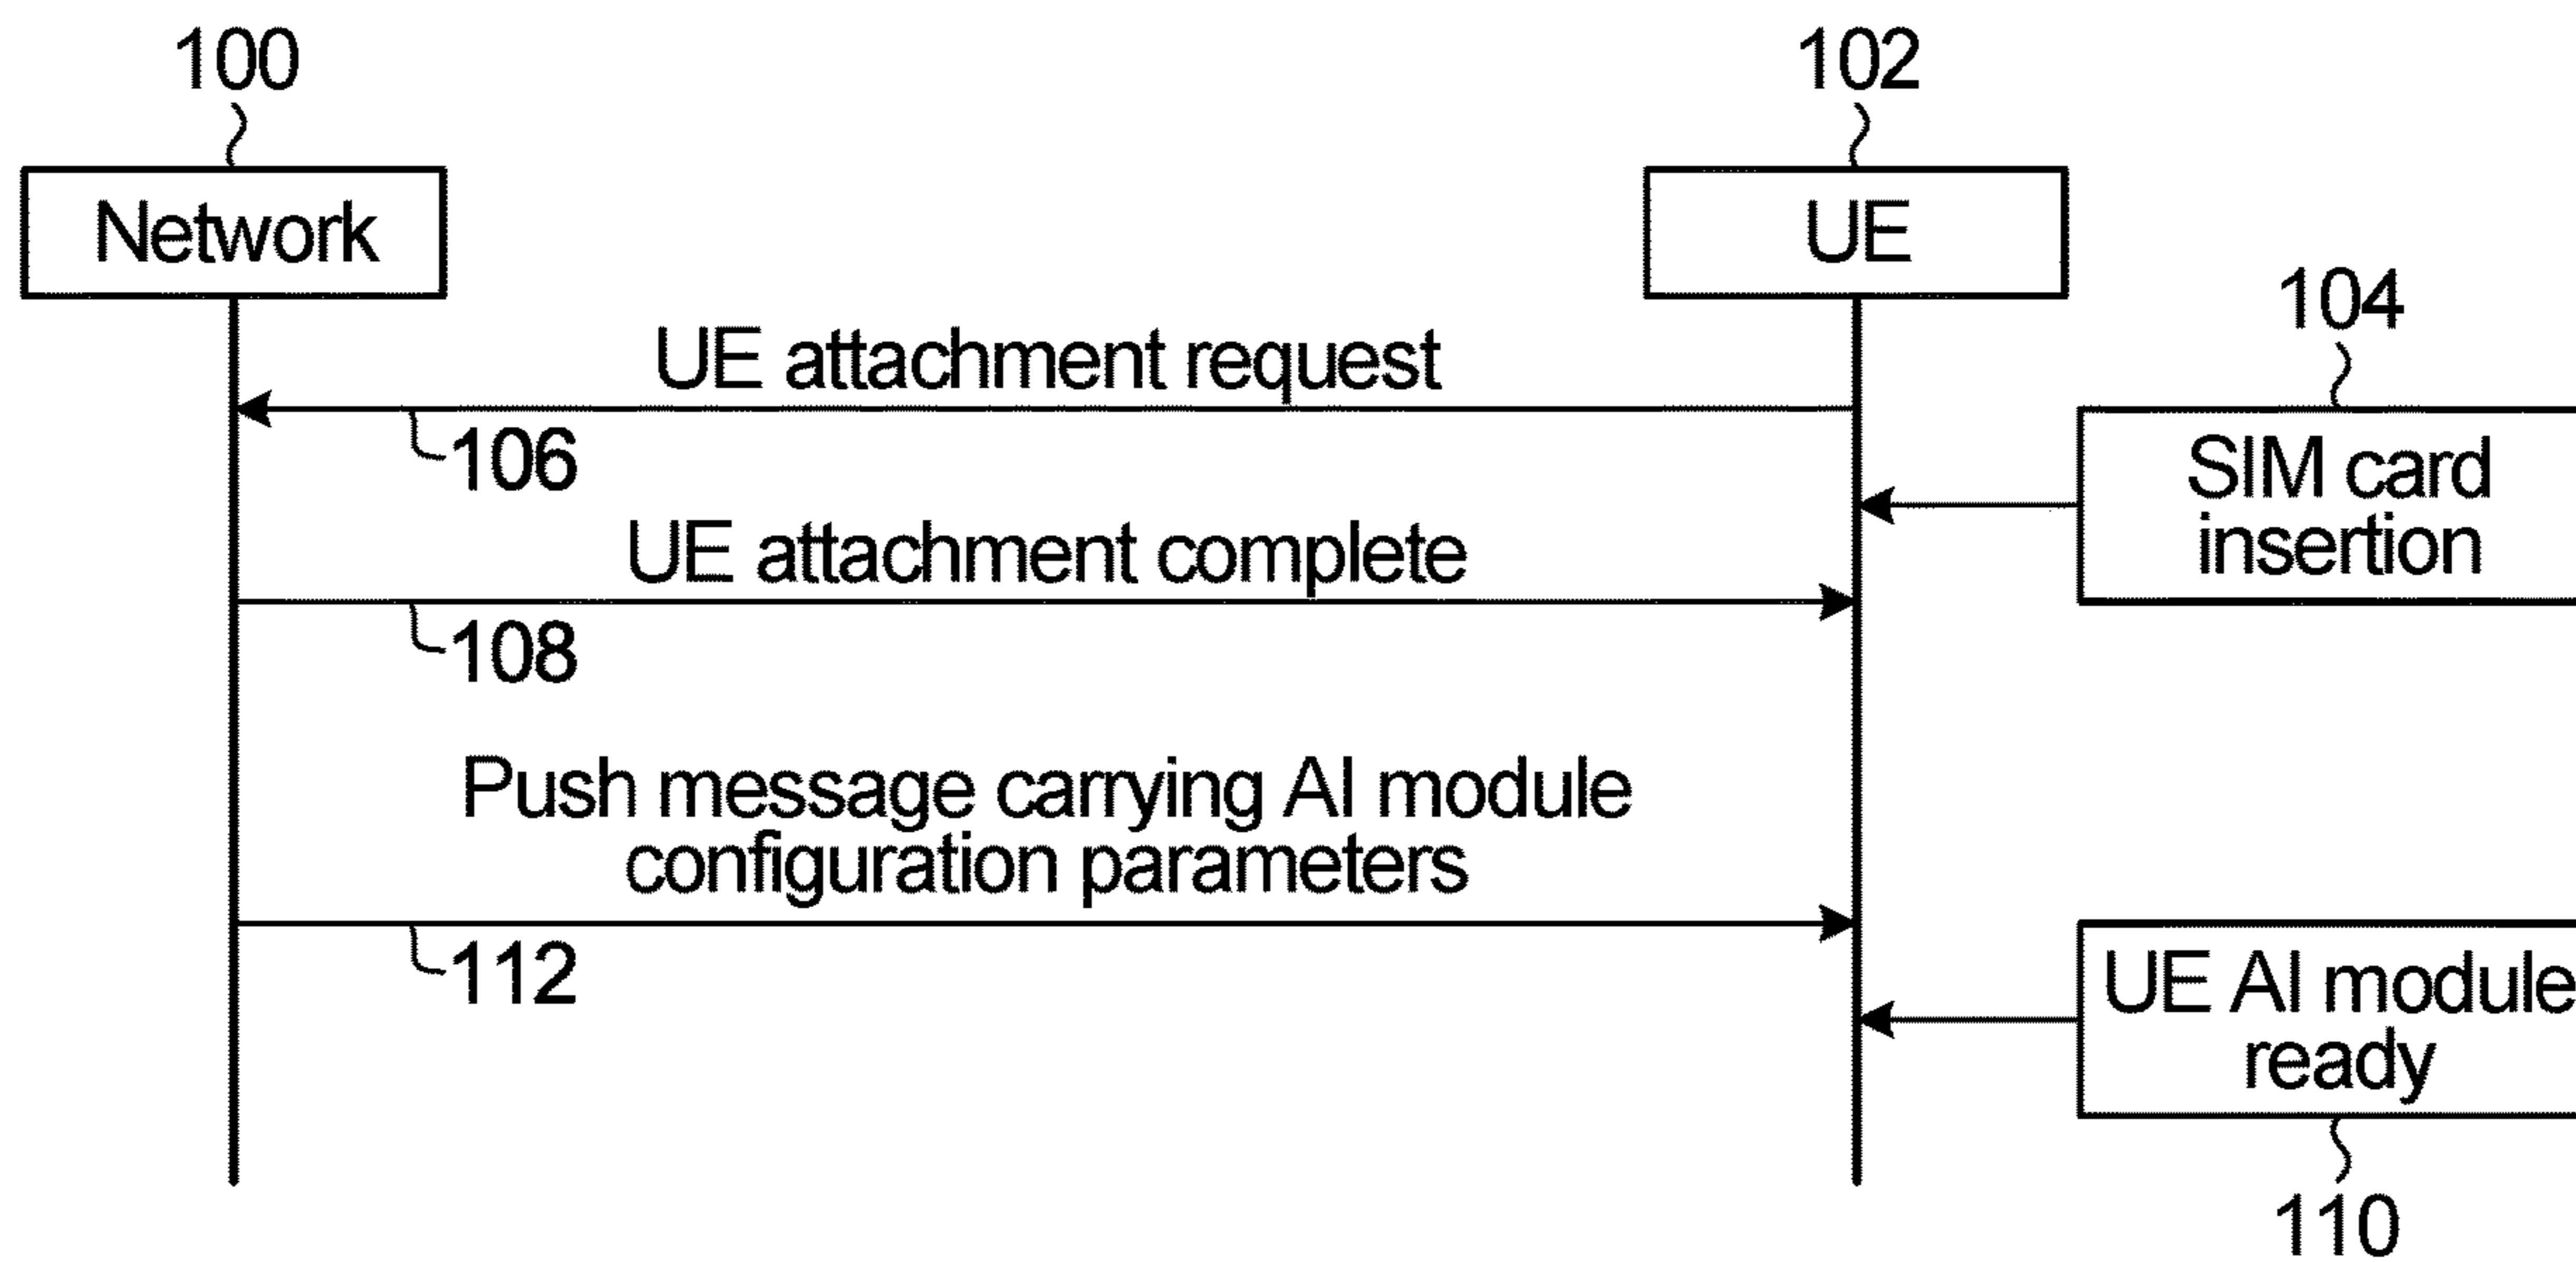 100
102
Network
UE
104
UE attachment request
106
SIM card
insertion
UE attachment complete
108
Push message carrying AI module
configuration parameters
112
UE AI module
ready
110